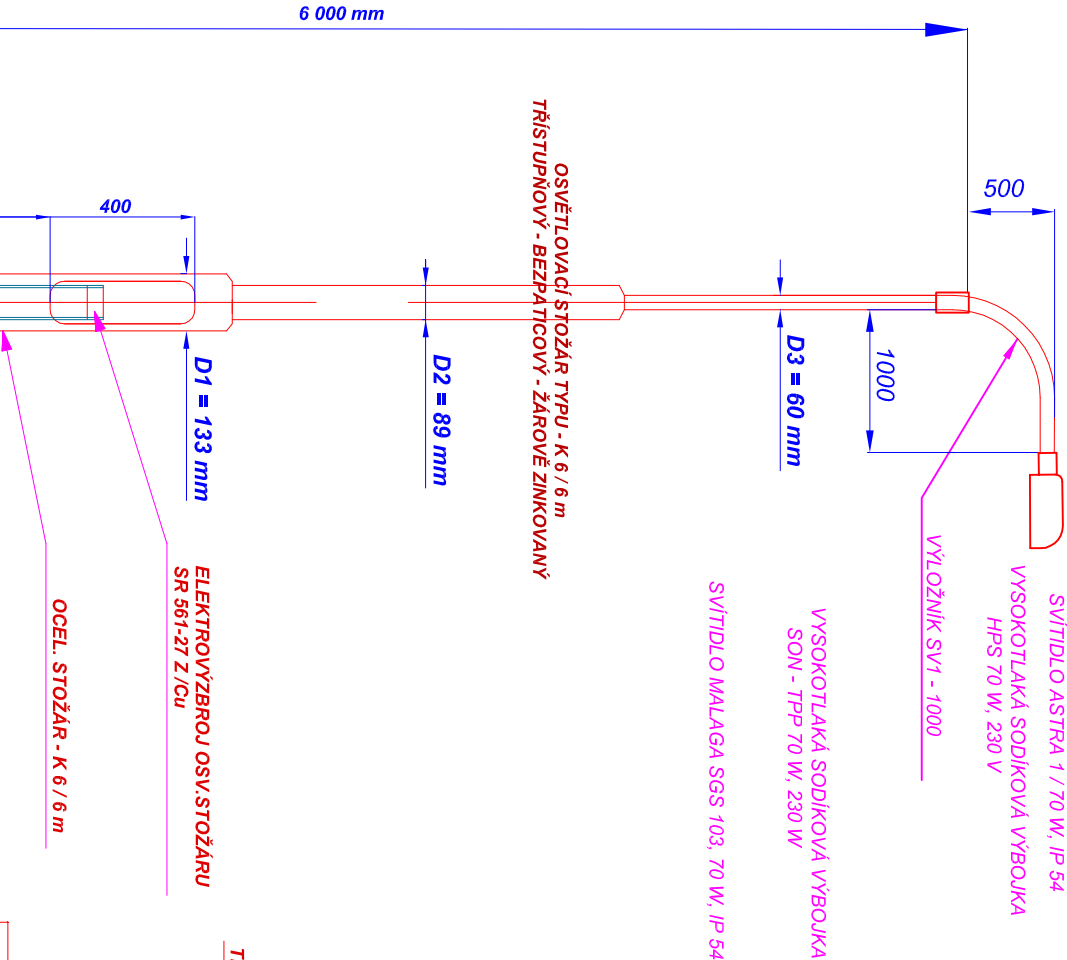 6 000 mm
500
400
1000
D1 = 133 mm
D2 = 89 mm
D3 = 60 mm
OSVĚTLOVACÍ STOŽÁR TYPU - K 6 / 6 m
TŘÍSTUPŇOVÝ - BEZPATICOVÝ - ŽÁROVĚ ZINKOVANÝ
SVÍTIDLO ASTRA 1 / 70 W, IP 54
VYSOKOTLAKÁ SODÍKOVÁ VÝBOJKA
HPS 70 W, 230 V
VÝLOŽNÍK SV1 - 1000
VYSOKOTLAKÁ SODÍKOVÁ VÝBOJKA
SON - TPP 70 W, 230 W
SVÍTIDLO MALAGA SGS 103, 70 W, IP 54
ELEKTROVÝZBROJ OSV.STOŽÁRU
SR 561-27 Z /Cu
OCEL. STOŽÁR - K 6 / 6 m